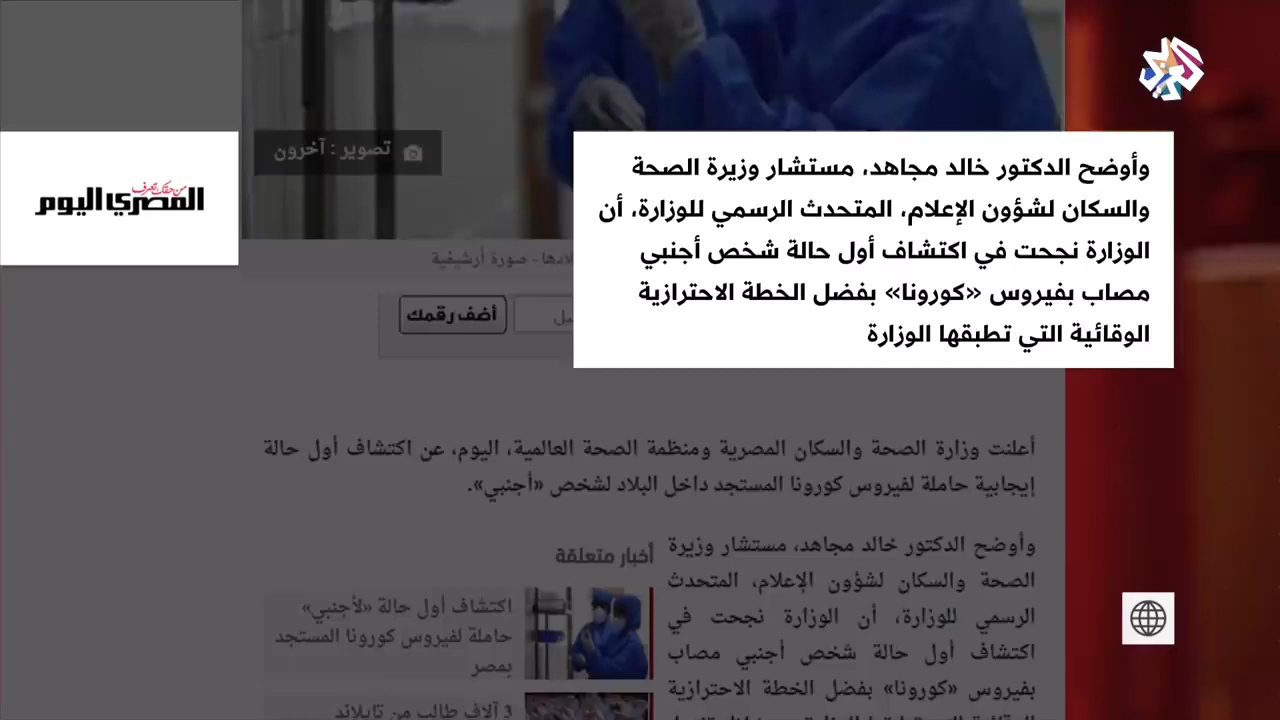 تصوير : آخرون
من حقك تعرف
المصري اليوم
وأوضح الدكتور خالد مجاهد، مستشار وزيرة الصحة
والسكان لشؤون الإعلام، المتحدث الرسمي للوزارة، أن
الوزارة نجحت في اكتشاف أول حالة شخص أجنبي
مصاب بفيروس «كورونا» بفضل الخطة الاحترازية
الوقائية التي تطبقها الوزارة
صورة أرشيفية
أضف رقمك
أعلنت وزارة الصحة والسكان المصرية ومنظمة الصحة العالمية، اليوم، عن اكتشاف أول حالة
إيجابية حاملة لفيروس كورونا المستجد داخل البلاد لشخص «أجنبي».
وأوضح الدكتور خالد مجاهد، مستشار وزيرة
الصحة والسكان لشؤون الإعلام، المتحدث
الرسمي للوزارة، أن الوزارة نجحت في
اكتشاف أول حالة شخص أجنبي مصاب
بفيروس «كورونا» بفضل الخطة الاحترازية
أخبار متعلقة
اكتشاف أول حالة «لأجنبي»
حاملة لفيروس كورونا المستجد
بمصر
3 آلاف طالب من تايلاند